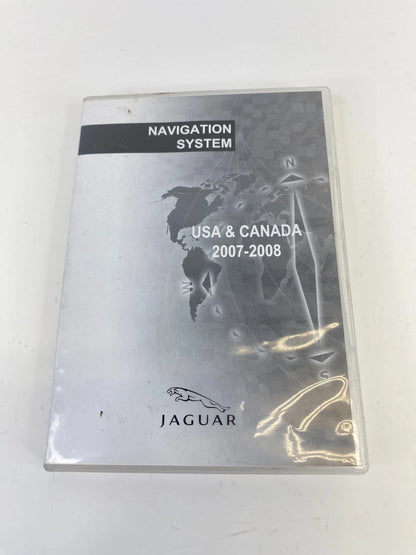 NAVIGATION
SYSTEM
N
USA & CANADA
2007-2008
W
S
JAGUAR